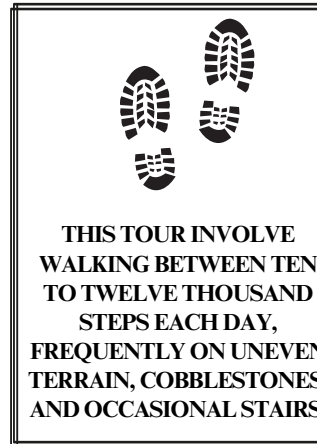 THIS TOUR INVOLVE
WALKING BETWEEN TEN
TO TWELVE THOUSAND
STEPS EACH DAY,
FREQUENTLY ON UNEVEN
TERRAIN, COBBLESTONES
AND OCCASIONAL STAIRS